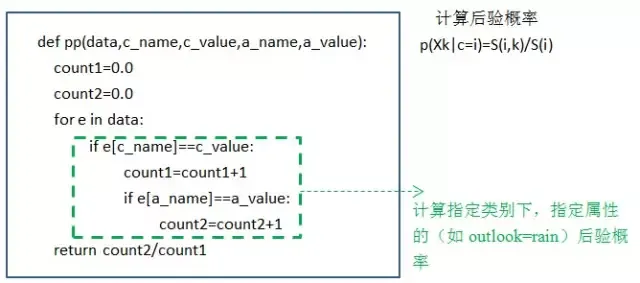 def pp(data,c_name,c_value,a_name,a_value):
count1=0.0
count2=0.0
for e in data:
if e[c_name]==c_value:
count1=count1+1
if e[a_name]==a_value:
count2=count2+1
return count2/count1
计算后验概率
p(Xk|c=i)=S(i,k)/S(i)
计算指定类别下，指定属性
的（如 outlook=rain）后验概
率